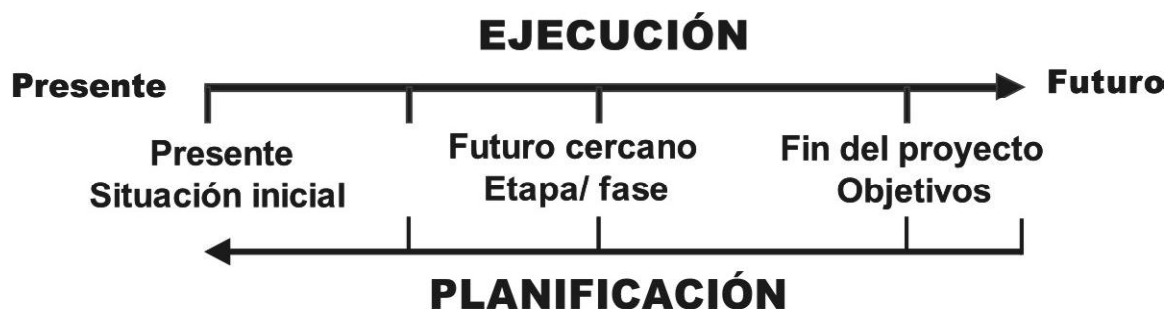 EJECUCIÓN
Presente
Futuro
Presente
Situación inicial
Futuro cercano
Etapa/ fase
Fin del proyecto
Objetivos
PLANIFICACIÓN